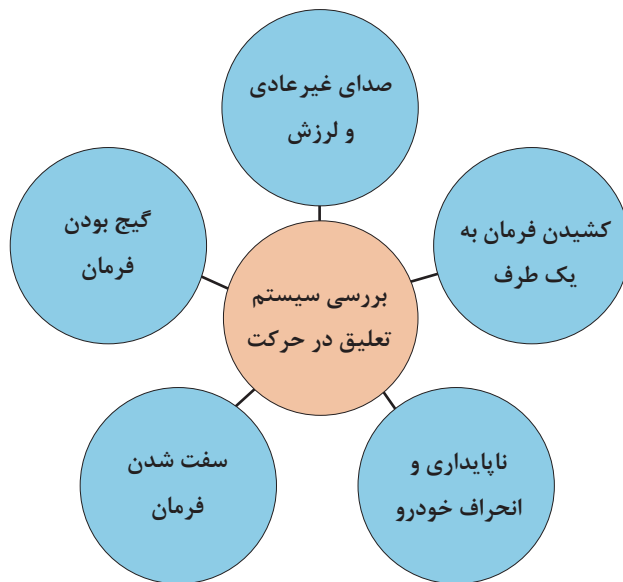 صدای غیرعادی
و لرزش
کشیدن فرمان به
یک طرف
گیج بودن
فرمان
بررسی سیستم
تعلیق در حرکت
ناپایداری و
انحراف خودرو
سفت شدن
فرمان